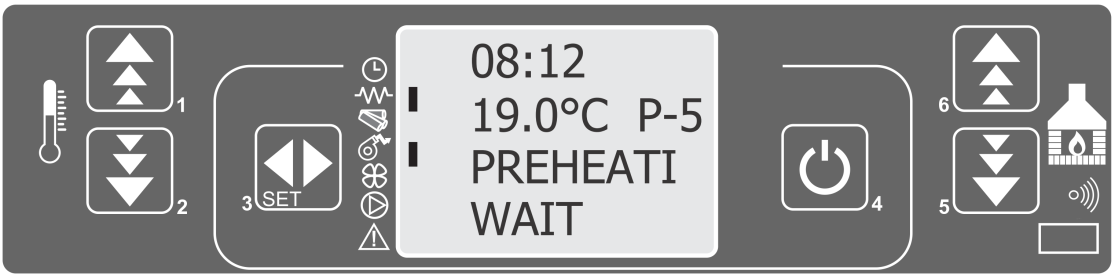 08:12
19.0°C P-5
PREHEATI
WAIT
1
2
3 SET
4
6
5